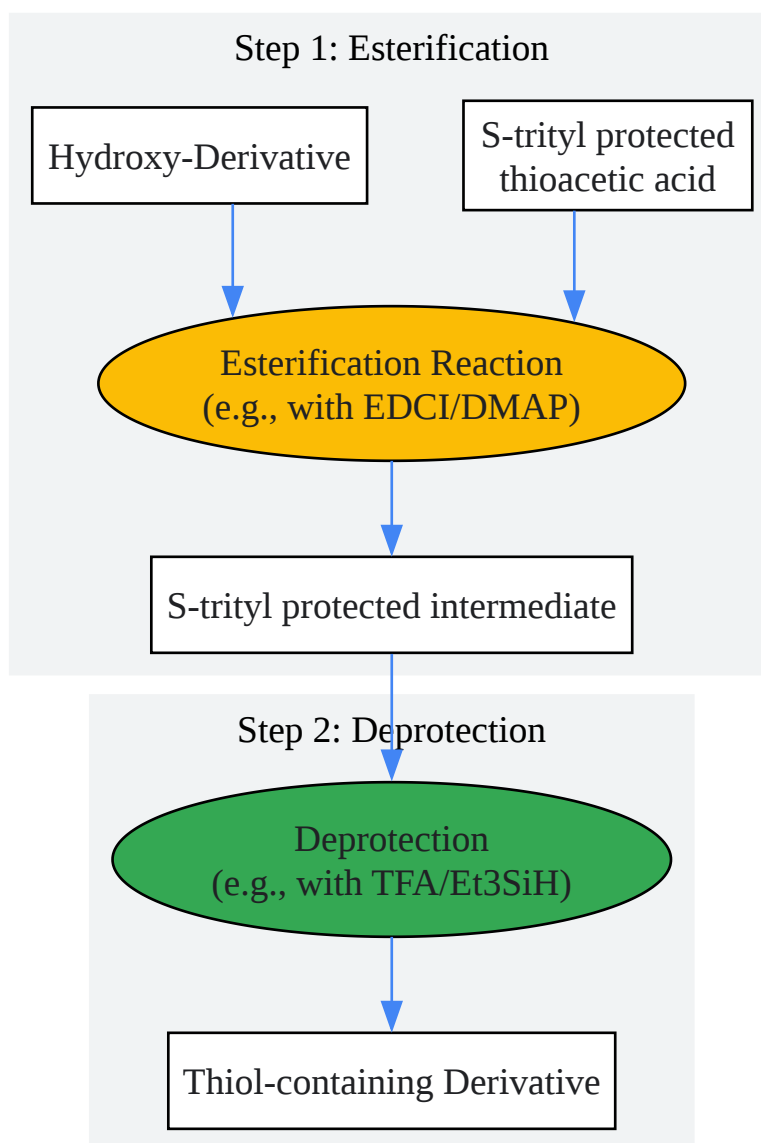 Step 1: Esterification
Hydroxy-Derivative
S-trityl protected
thioacetic acid
Esterification Reaction
(e.g., with EDCI/DMAP)
S-trityl protected intermediate
Step 2: Deprotection
Deprotection
(e.g., with TFA/Et3SiH)
Thiol-containing Derivative